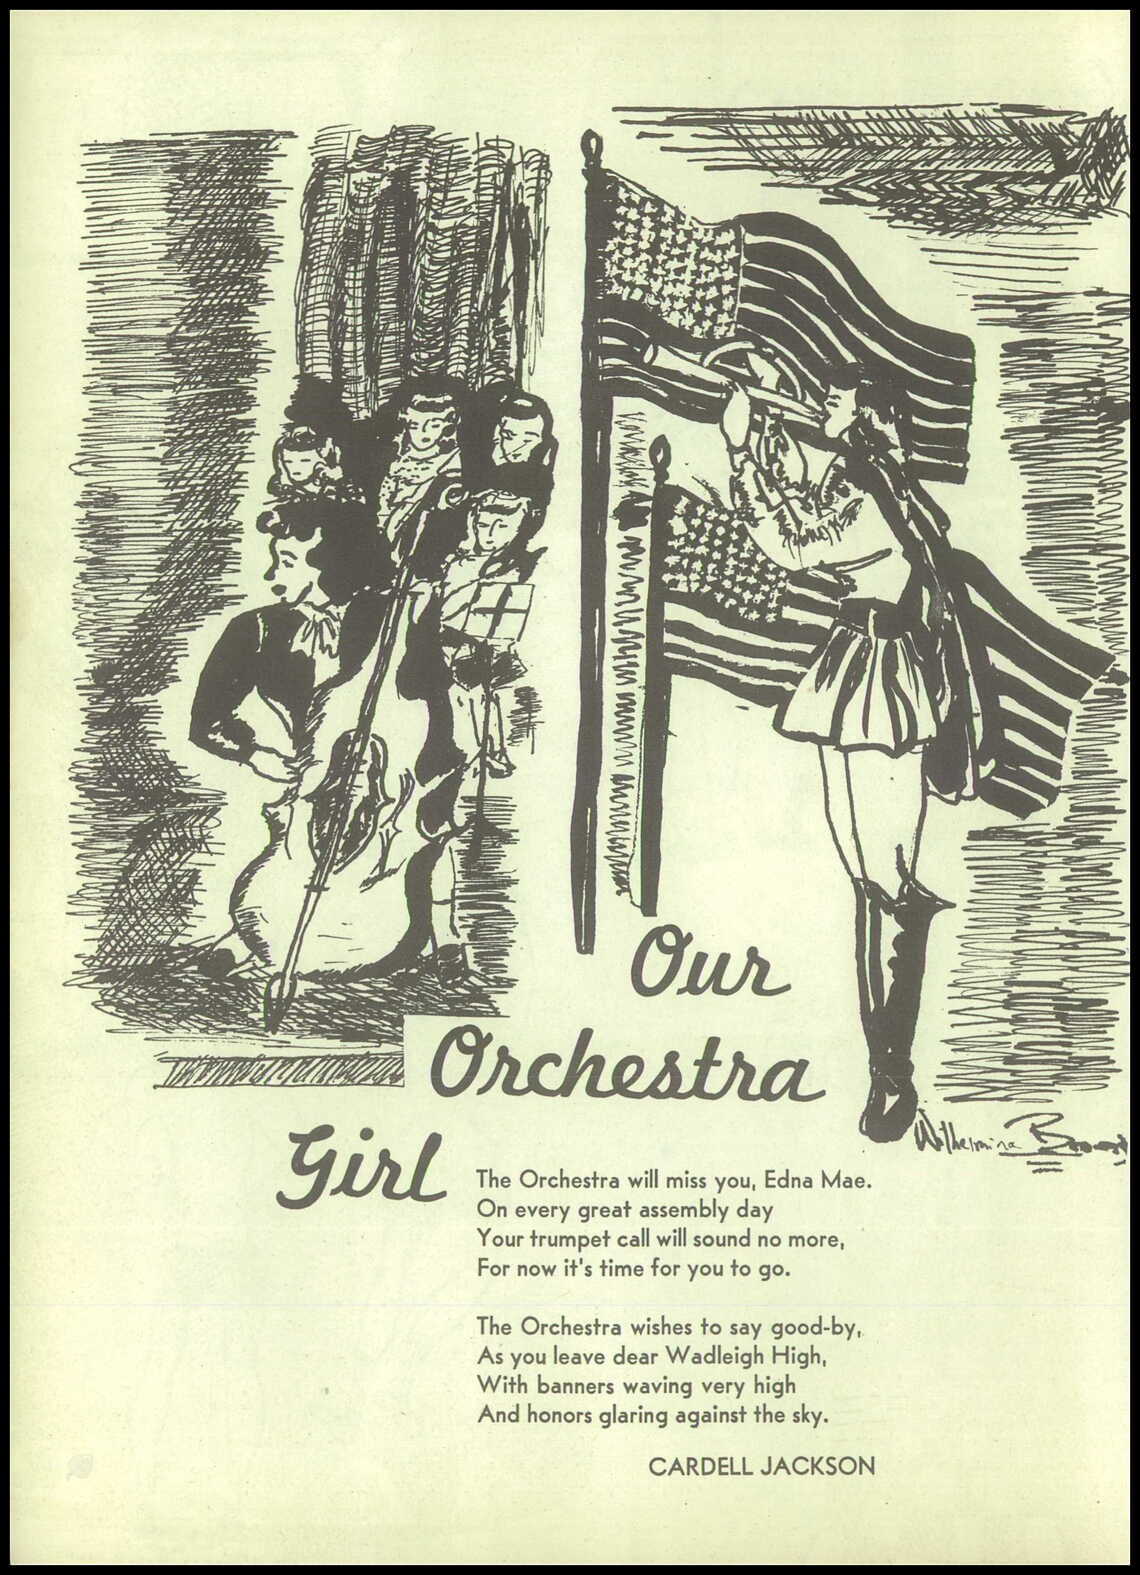 Our
Orchestra
Girl
Wilhelmina
The Orchestra will miss you, Edna Mae.
On every great assembly day
Your trumpet call will sound no more,
For now it's time for you to go.
The Orchestra wishes to say good-by,
As you leave dear Wadleigh High,
With banners waving very high
And honors glaring against the sky.
CARDELL JACKSON